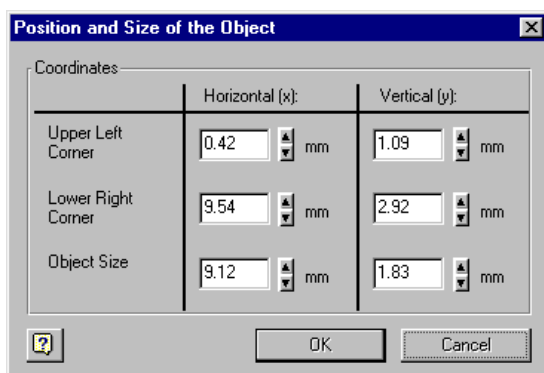 Position and Size of the Object
Coordinates
Horizontal (x): Vertical (y):
Upper Left
Corner
0.42 mm 1.09 mm
Lower Right
Corner
9.54 mm 2.92 mm
Object Size
9.12 mm 1.83 mm
? OK Cancel